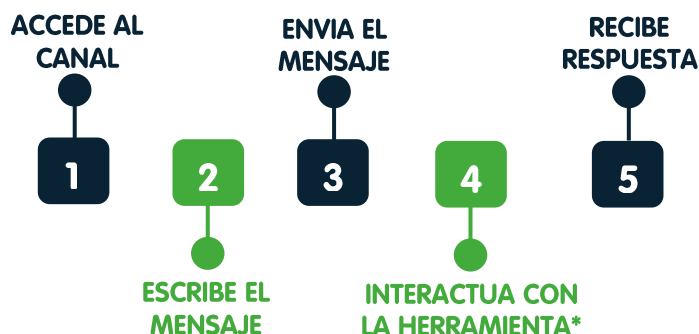 ACCEDE AL
CANAL
1
2
ESCRIBE EL
MENSAJE
ENVIA EL
MENSAJE
3
4
INTERACTUA CON
LA HERRAMIENTA*
RECIBE
RESPUESTA
5